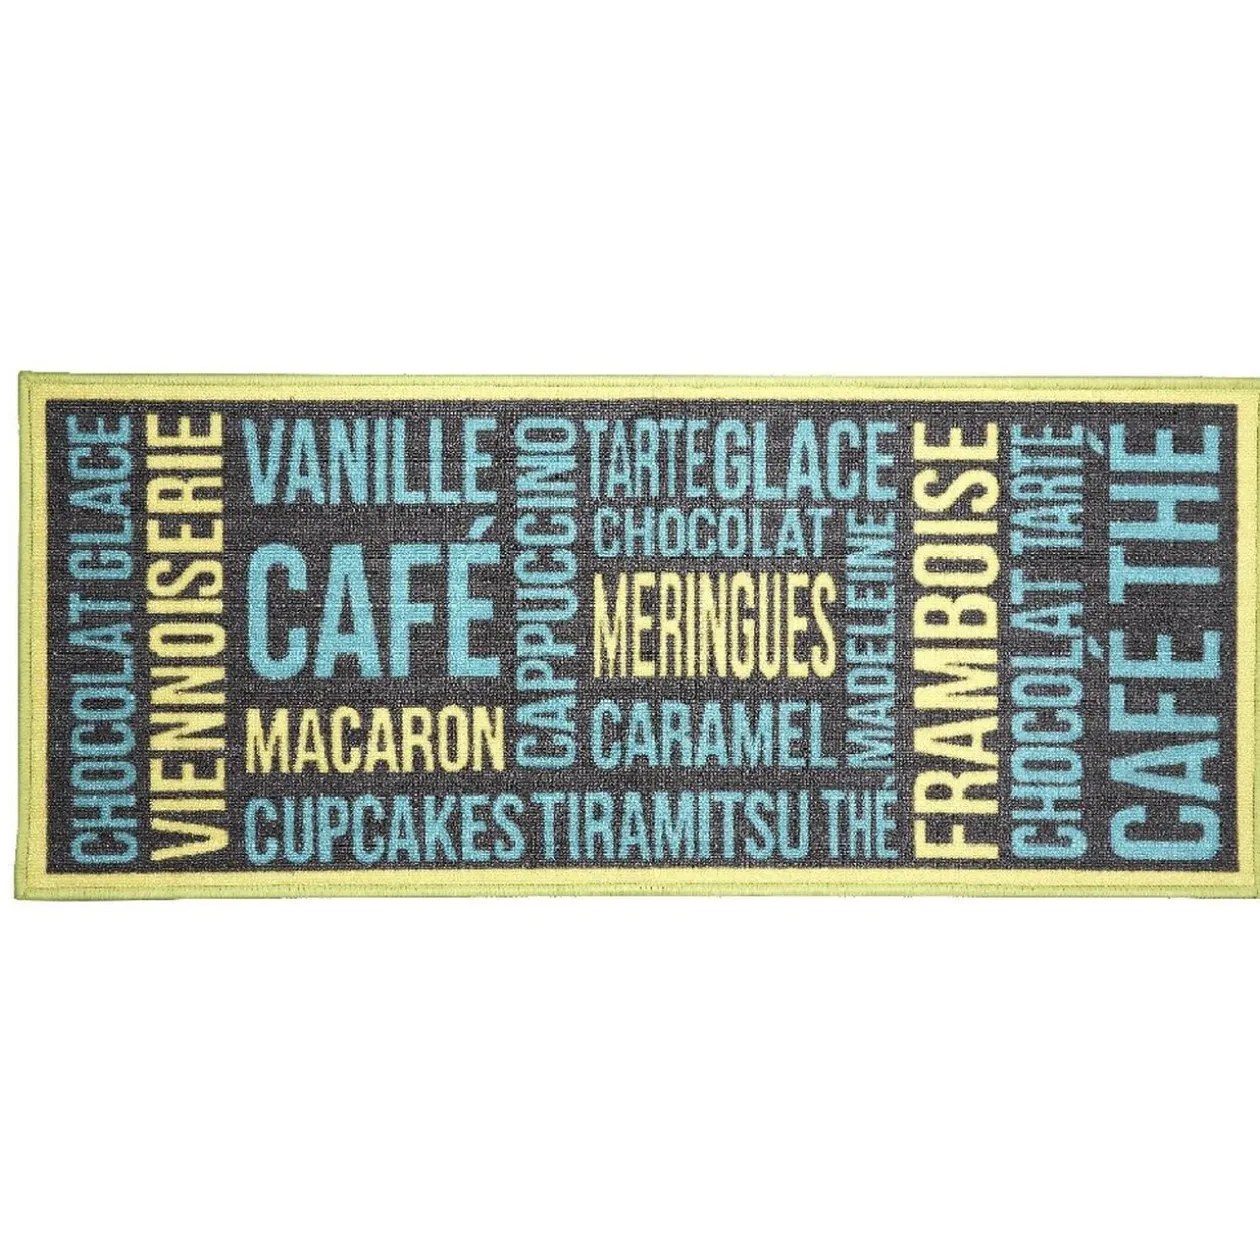 CHOCOLAT GLACE
VIENNOISERIE
VANILLE
CAFÉ
MACARON
CUPCAKES TIRAMITSU THÉ
CAPPUCCINO
TARTE GLACE
CHOCOLAT
MERINGUES
CARAMEL
MADELEINE
FRAMBOISE
CHOCOLAT TARTE
CAFÉ THÉ